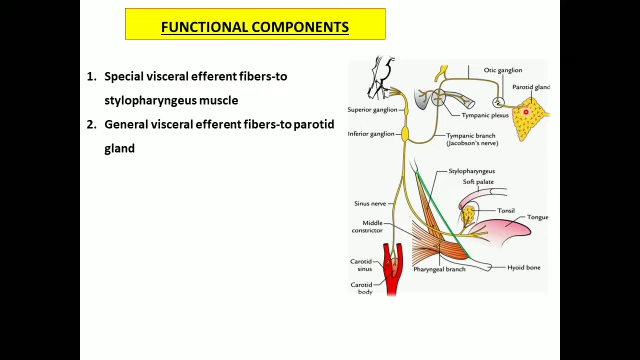 FUNCTIONAL COMPONENTS
1. Special visceral efferent fibers-to
stylopharyngeus muscle
2. General visceral efferent fibers-to parotid
gland
Otic ganglion
Parotid gland
Superior ganglion
Tympanic plexus
Inferior ganglion
Tympanic branch
(Jacobson's nerve)
Stylopharyngeus
Soft palate
Sinus nerve
Tonsil
Tongue
Middle
constrictor
Carotid
sinus
Pharyngeal branch
Hyoid bone
Carotid
body